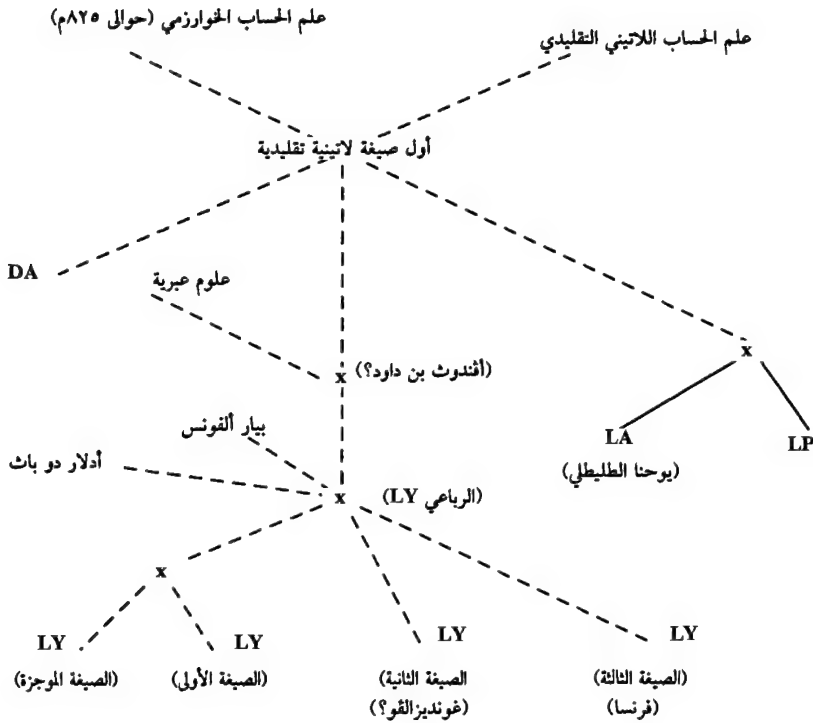 علم الحساب الخوارزمي (حوالى ٨٢٥م)
علم الحساب اللاتيني التقليدي
أول صيغة لاتينية تقليدية
DA
علوم عبرية
x
x (أڤندوث بن داود؟)
LA
LP
(يوحنا الطليطلي)
بيار ألفونس
أدلار دو باث
x (الرباعي LY)
x
LY
LY
LY
LY
(الصيغة الموجزة)
(الصيغة الأولى)
(الصيغة الثانية
(الصيغة الثالثة)
غونديزالڤو؟)
(فرنسا)